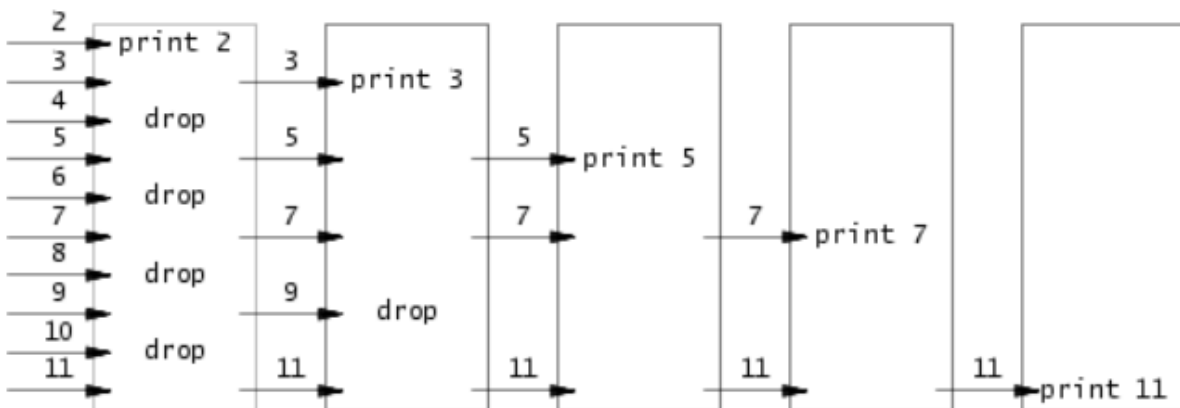 2
print 2
3 3
print 3
4
drop
5 5 5
print 5
6
drop
7 7 7 7
print 7
8
drop
9 9
drop
10
drop
11 11 11 11 11
print 11